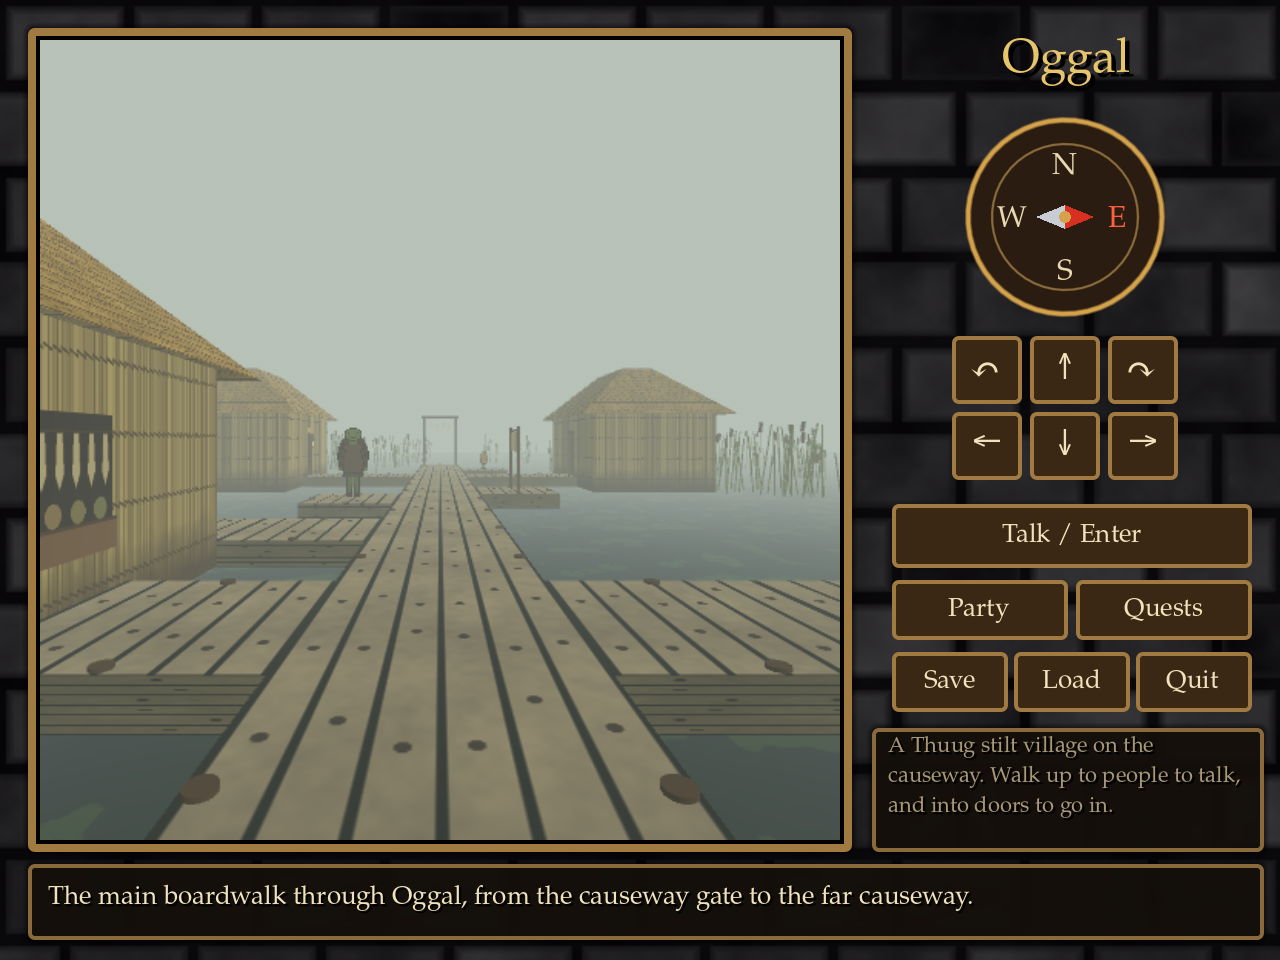 Oggal
N
W E
S
Talk / Enter
Party Quests
Save Load Quit
A Thuug stilt village on the
causeway. Walk up to people to talk,
and into doors to go in.
The main boardwalk through Oggal, from the causeway gate to the far causeway.